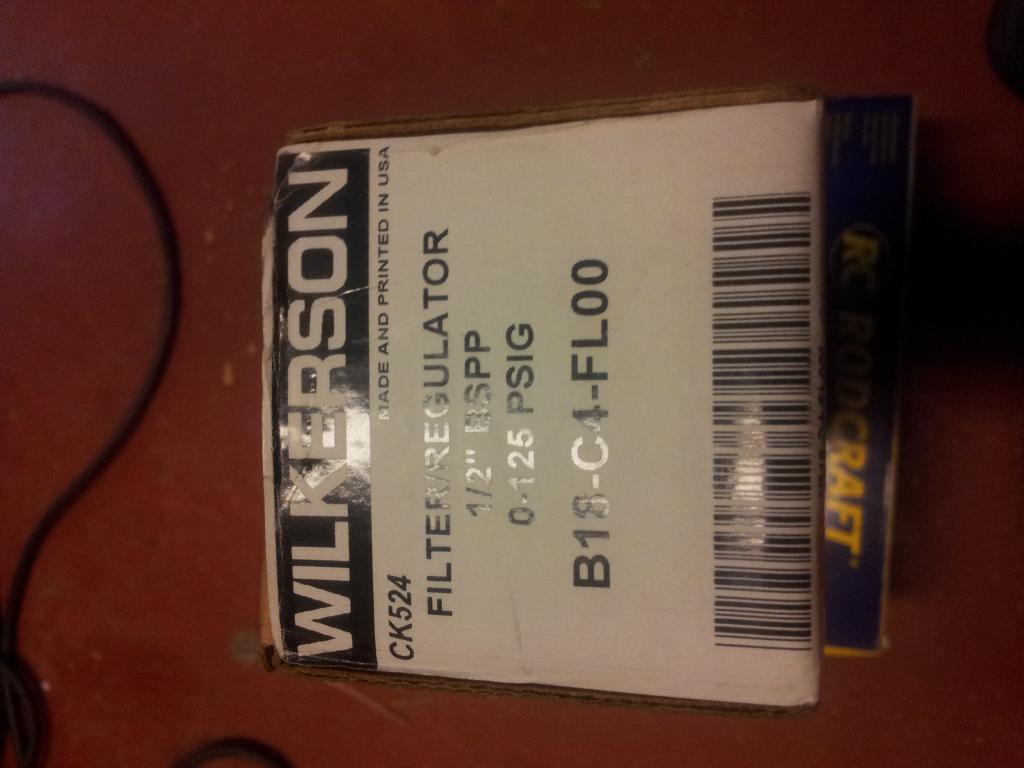 WILKERSON
MADE AND PRINTED IN USA
CK524
FILTER/REGULATOR
1/2" BSPP
0-125 PSIG
B18-C4-FL00
RC RODCRAFT